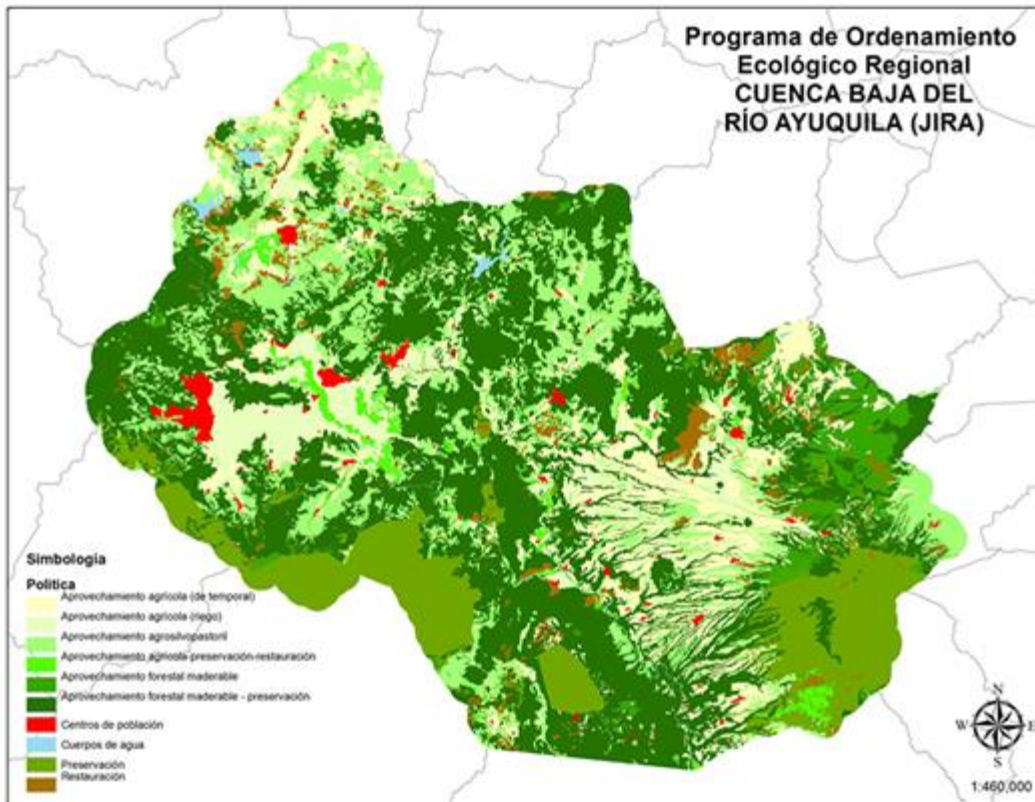 Programa de Ordenamiento
Ecológico Regional
CUENCA BAJA DEL
RÍO AYUQUILA (JIRA)
Simbología
Política
Aprovechamiento agrícola (de temporal)
Aprovechamiento agrícola (riego)
Aprovechamiento agrosilvopastoril
Aprovechamiento agrícola-preservación-restauración
Aprovechamiento forestal maderable
Aprovechamiento forestal maderable - preservación
Centros de población
Cuerpos de agua
Preservación
Restauración
N
W E
S
1:460,000